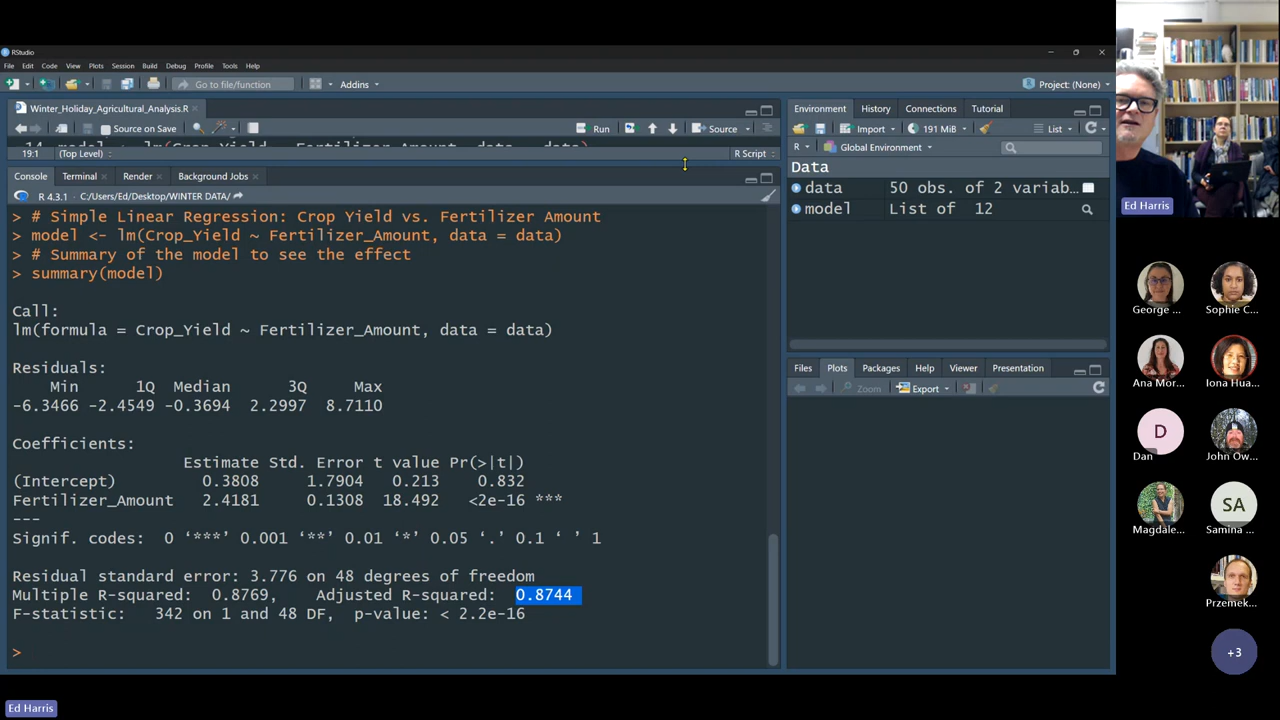 RStudio
File Edit Code View Plots Session Build Debug Profile Tools Help
Go to file/function
Addins
Project: (None)
Winter_Holiday_Agricultural_Analysis.R
Source on Save
Run
Source
14 model <- lm(Crop_Yield ~ Fertilizer_Amount, data = data)
19:1 (Top Level)
R Script
Console Terminal Render Background Jobs
R 4.3.1 · C:/Users/Ed/Desktop/WINTER DATA/
> # Simple Linear Regression: Crop Yield vs. Fertilizer Amount
> model <- lm(Crop_Yield ~ Fertilizer_Amount, data = data)
> # Summary of the model to see the effect
> summary(model)
Call:
lm(formula = Crop_Yield ~ Fertilizer_Amount, data = data)
Residuals:
Min 1Q Median 3Q Max
-6.3466 -2.4549 -0.3694 2.2997 8.7110
Coefficients:
Estimate Std. Error t value Pr(>|t|)
(Intercept) 0.3808 1.7904 0.213 0.832
Fertilizer_Amount 2.4181 0.1308 18.492 <2e-16 ***
---
Signif. codes: 0 ‘***’ 0.001 ‘**’ 0.01 ‘*’ 0.05 ‘.’ 0.1 ‘ ’ 1
Residual standard error: 3.776 on 48 degrees of freedom
Multiple R-squared: 0.8769, Adjusted R-squared: 0.8744
F-statistic: 342 on 1 and 48 DF, p-value: < 2.2e-16
>
Environment History Connections Tutorial
Import
191 MiB
List
R
Global Environment
Data
data 50 obs. of 2 variab...
model List of 12
Files Plots Packages Help Viewer Presentation
Zoom
Export
Ed Harris
George ...
Sophie C...
Ana Mor...
Iona Hua...
D
Dan
John Ow...
Magdale...
SA
Samina ...
Przemek...
+3
Ed Harris